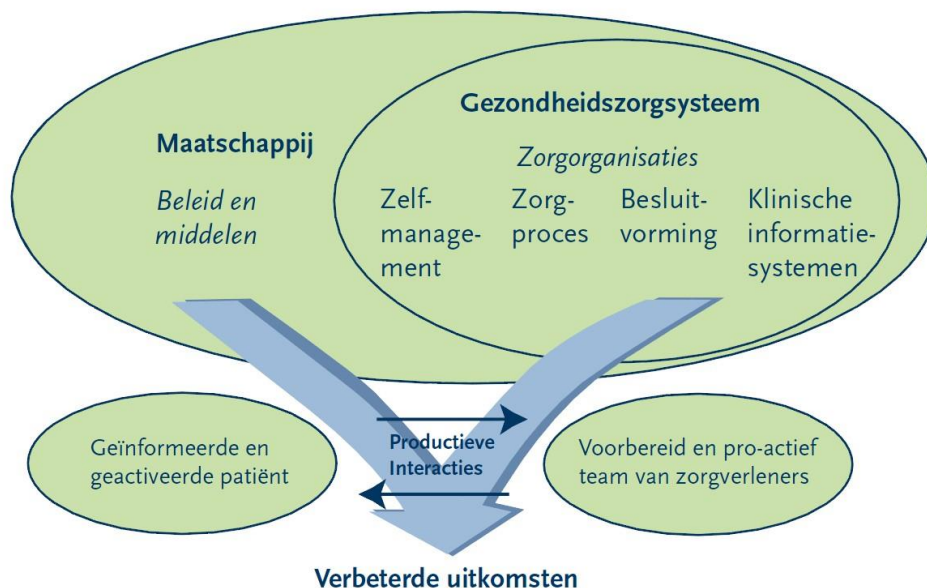 Gezondheidszorgsysteem
Maatschappij
Zorgorganisaties
Beleid en
middelen
Zelf-
manage-
ment
Zorg-
proces
Besluit-
vorming
Klinische
informatie-
systemen
Geïnformeerde en
geactiveerde patiënt
Productieve
Interacties
Voorbereid en pro-actief
team van zorgverleners
Verbeterde uitkomsten